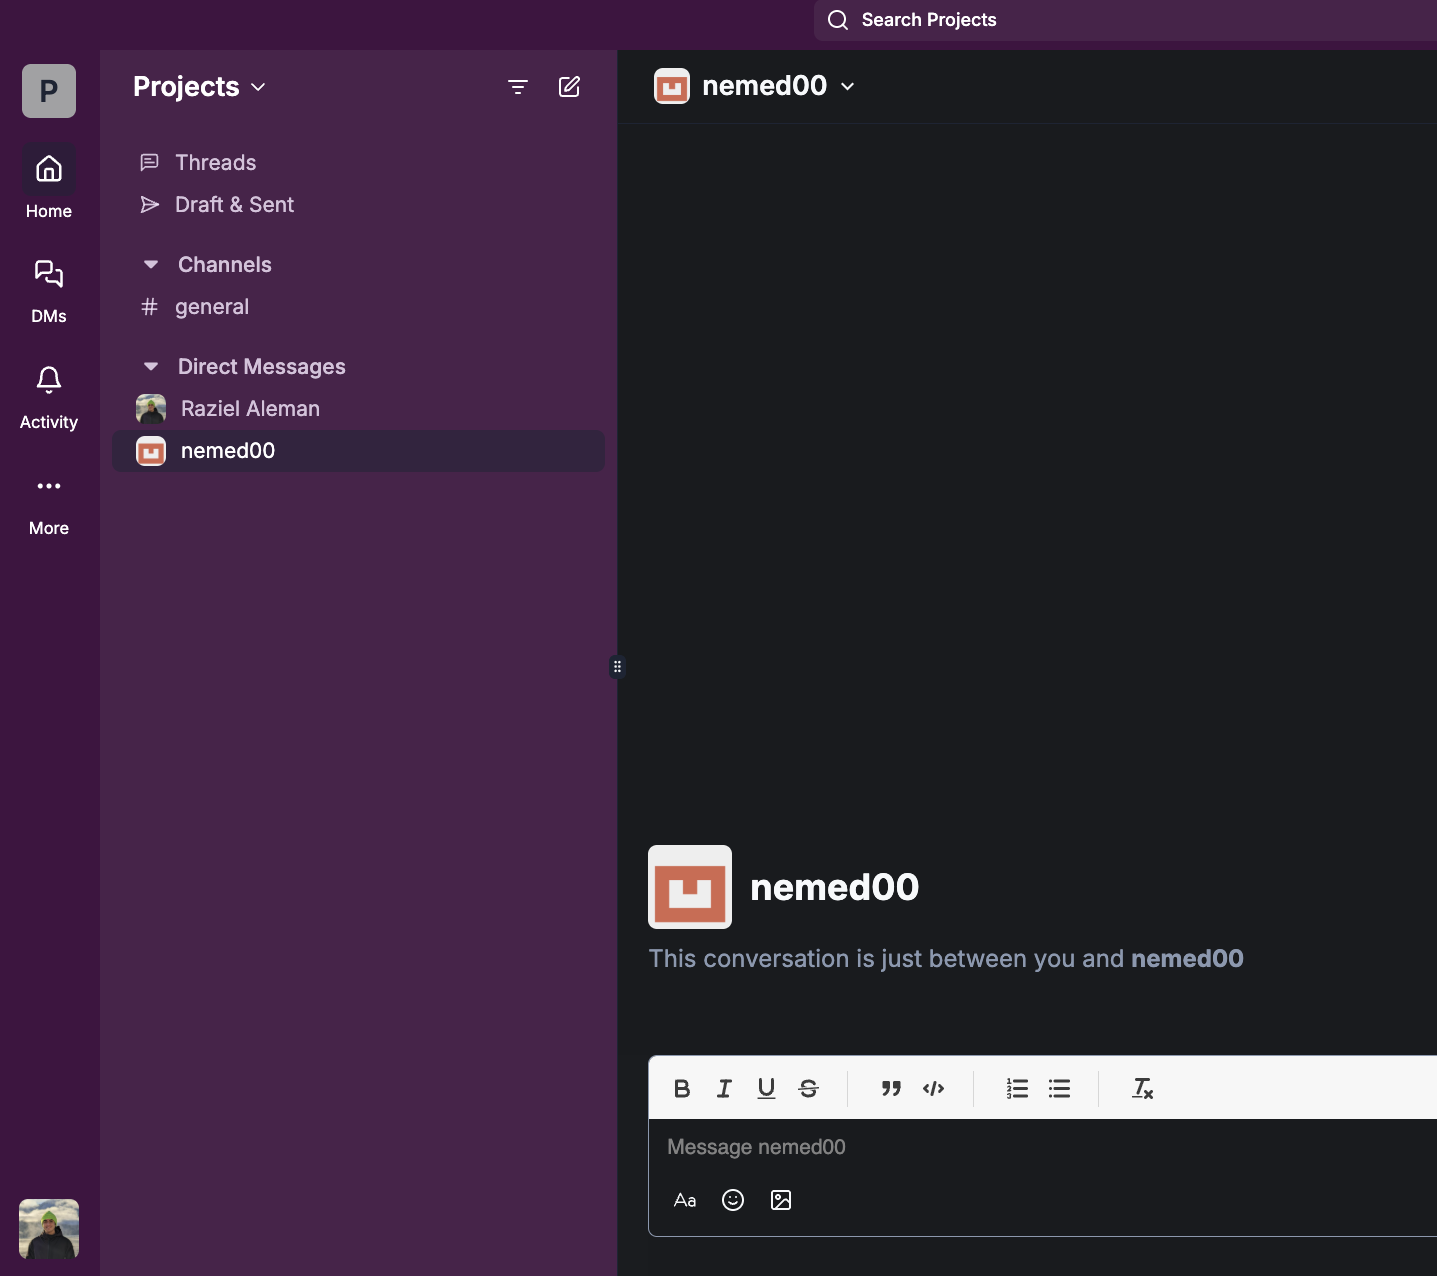 Search Projects
P
Home
DMs
Activity
More
Projects
Threads
Draft & Sent
Channels
# general
Direct Messages
Raziel Aleman
nemed00
nemed00
nemed00
This conversation is just between you and nemed00
B I U S
Message nemed00
Aa